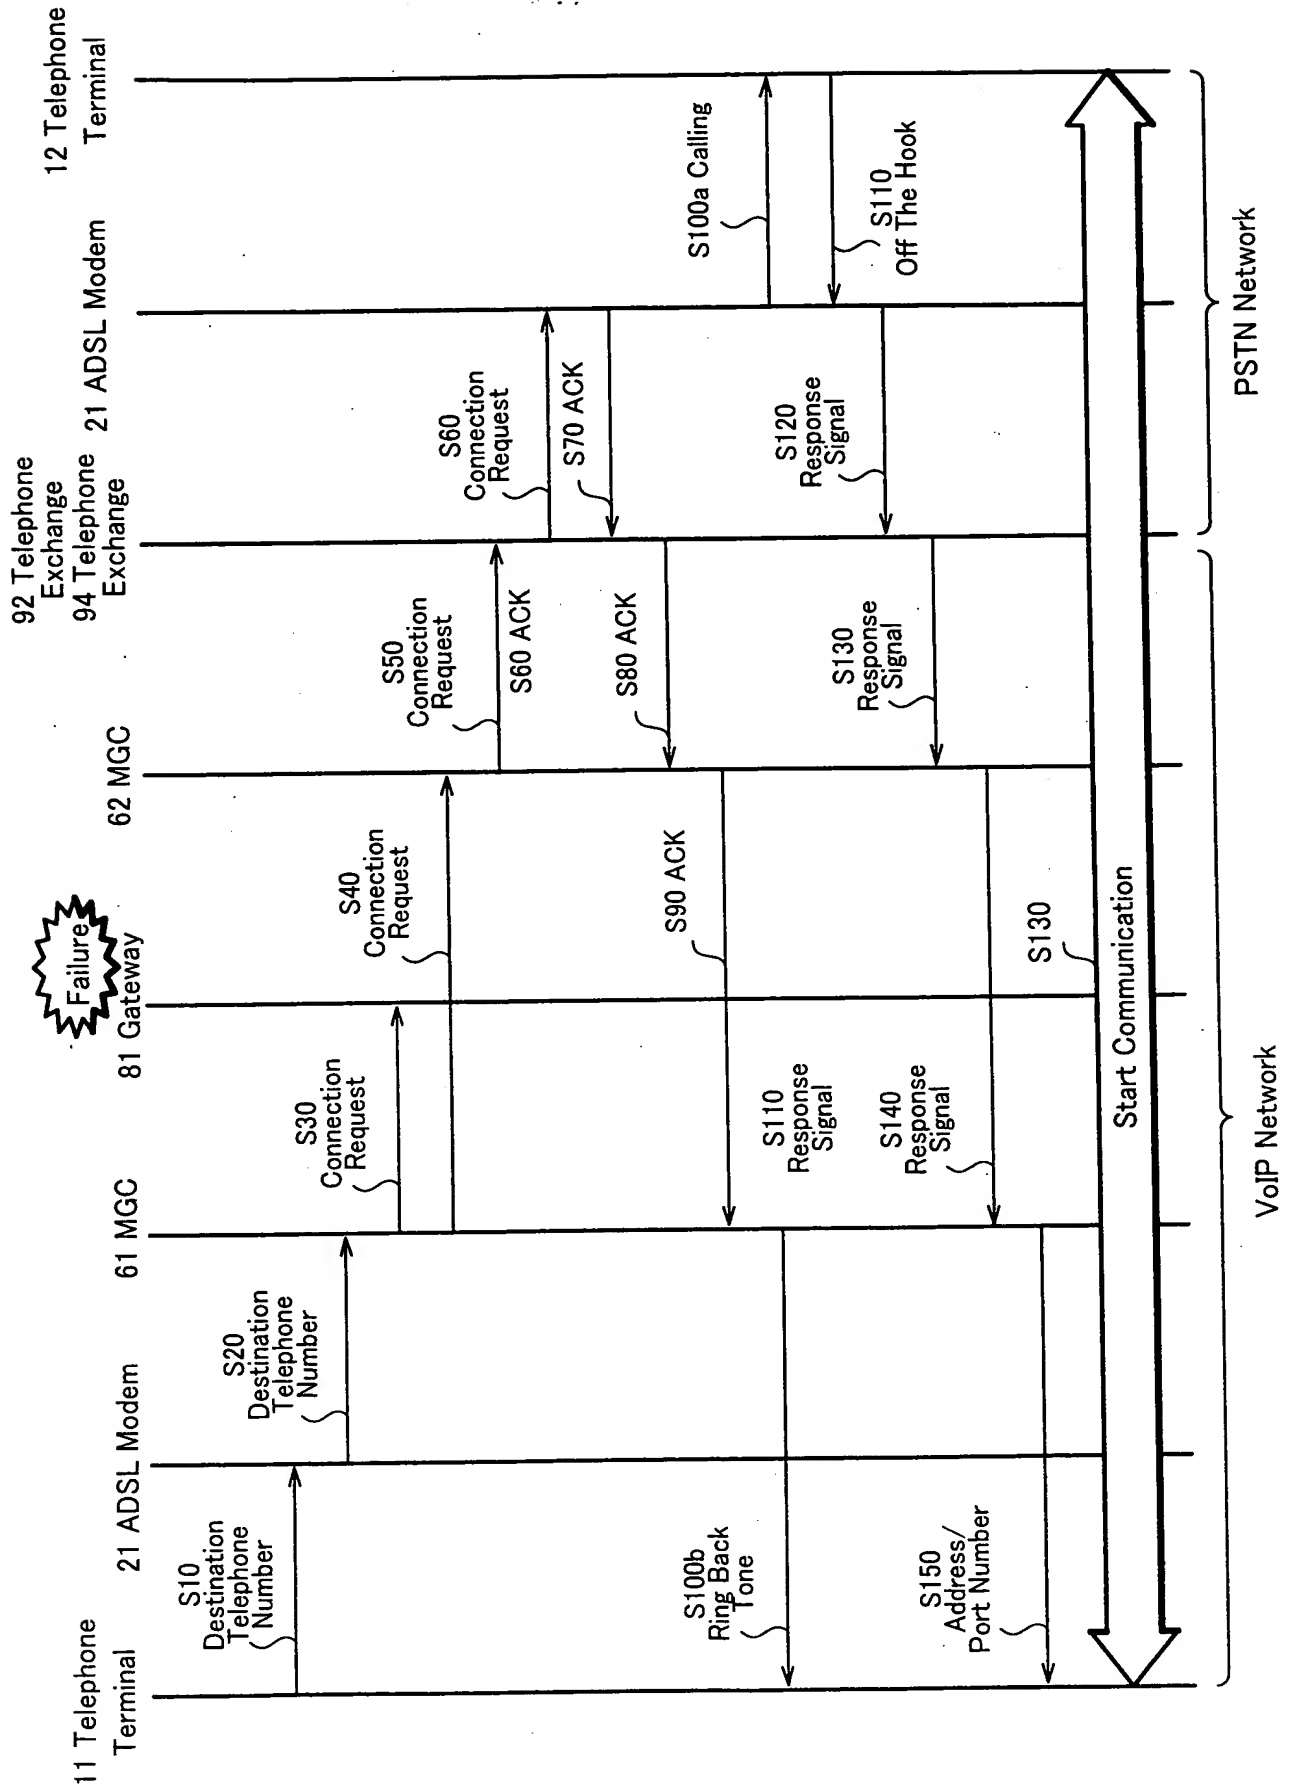 11 Telephone
Terminal
21 ADSL Modem
61 MGC
81 Gateway
Failure
62 MGC
92 Telephone
Exchange
94 Telephone
Exchange
21 ADSL Modem
12 Telephone
Terminal
S10
Destination
Telephone
Number
S20
Destination
Telephone
Number
S30
Connection
Request
S40
Connection
Request
S50
Connection
Request
S60 ACK
S60
Connection
Request
S70 ACK
S80 ACK
S90 ACK
S100a Calling
S100b
Ring Back
Tone
S110
Response
Signal
S110
Off The Hook
S120
Response
Signal
S130
Response
Signal
S140
Response
Signal
S150
Address/
Port Number
S130
Start Communication
VoIP Network
PSTN Network